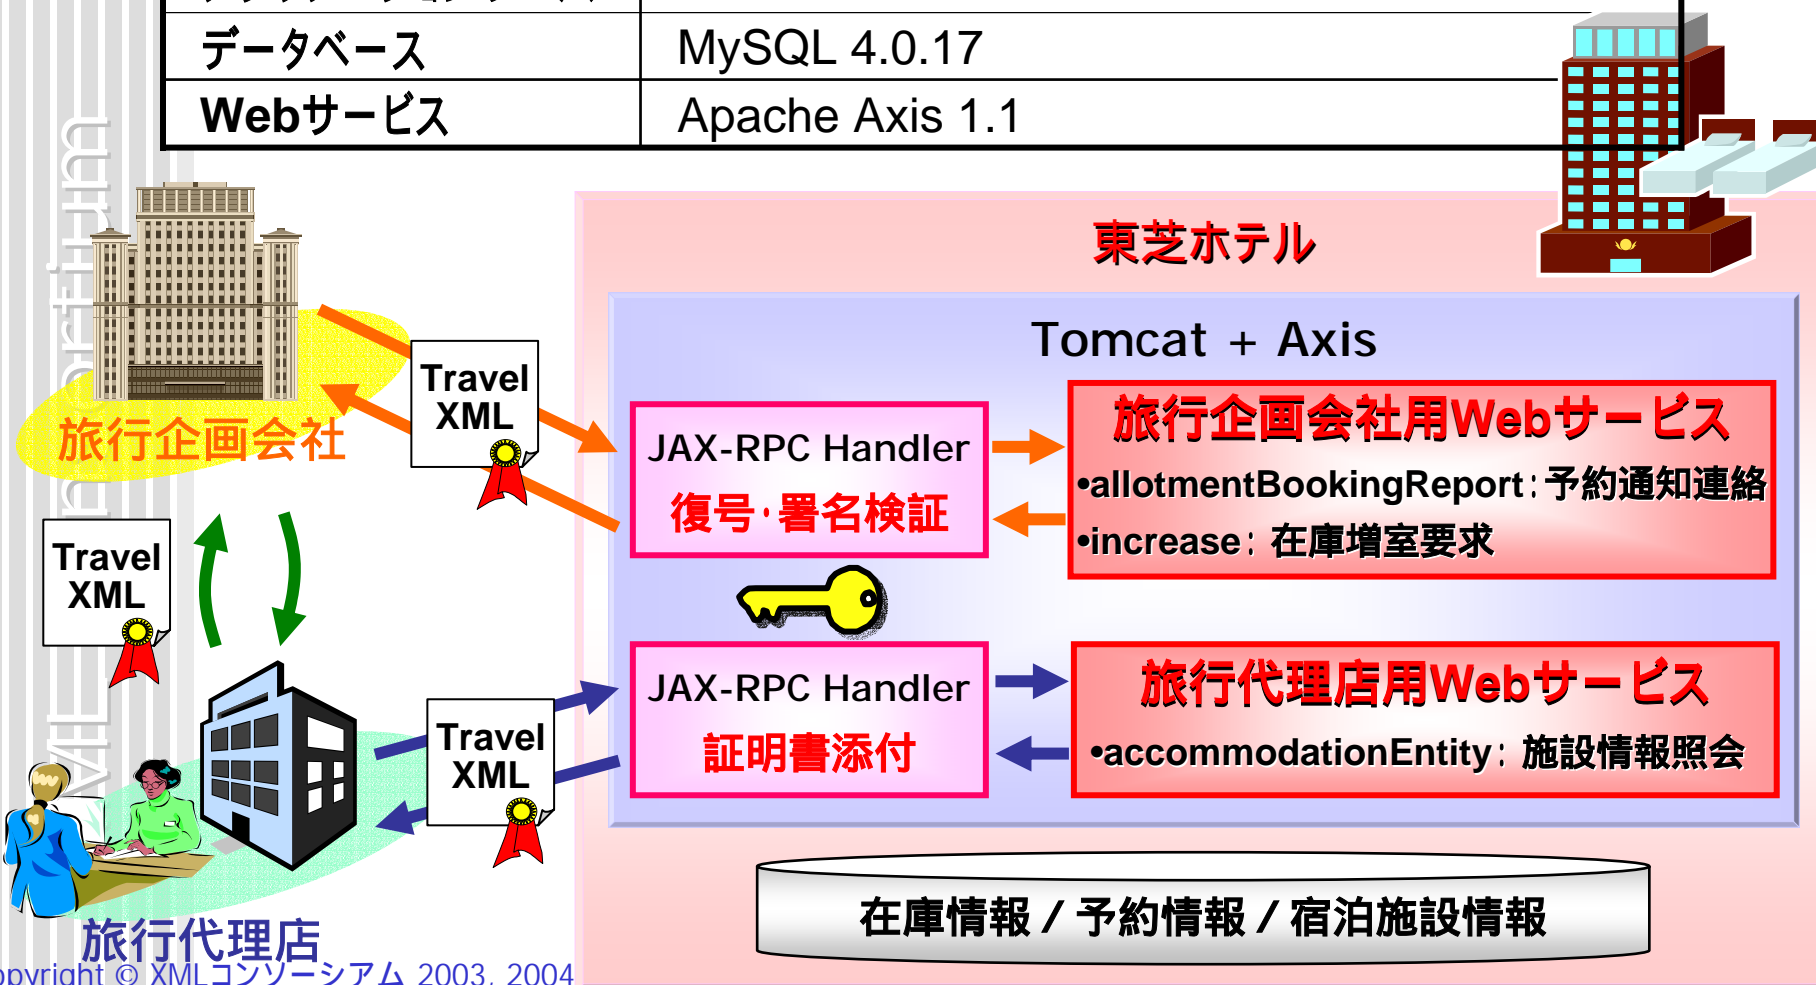 データベース MySQL 4.0.17
Webサービス Apache Axis 1.1
東芝ホテル
Tomcat + Axis
旅行企画会社
Travel
XML
JAX-RPC Handler
復号・署名検証
旅行企画会社用Webサービス
•allotmentBookingReport:予約通知連絡
•increase: 在庫増室要求
Travel
XML
JAX-RPC Handler
証明書添付
旅行代理店用Webサービス
•accommodationEntity: 施設情報照会
Travel
XML
在庫情報 / 予約情報 / 宿泊施設情報
旅行代理店
opyright © XMLコンソーシアム 2003, 2004